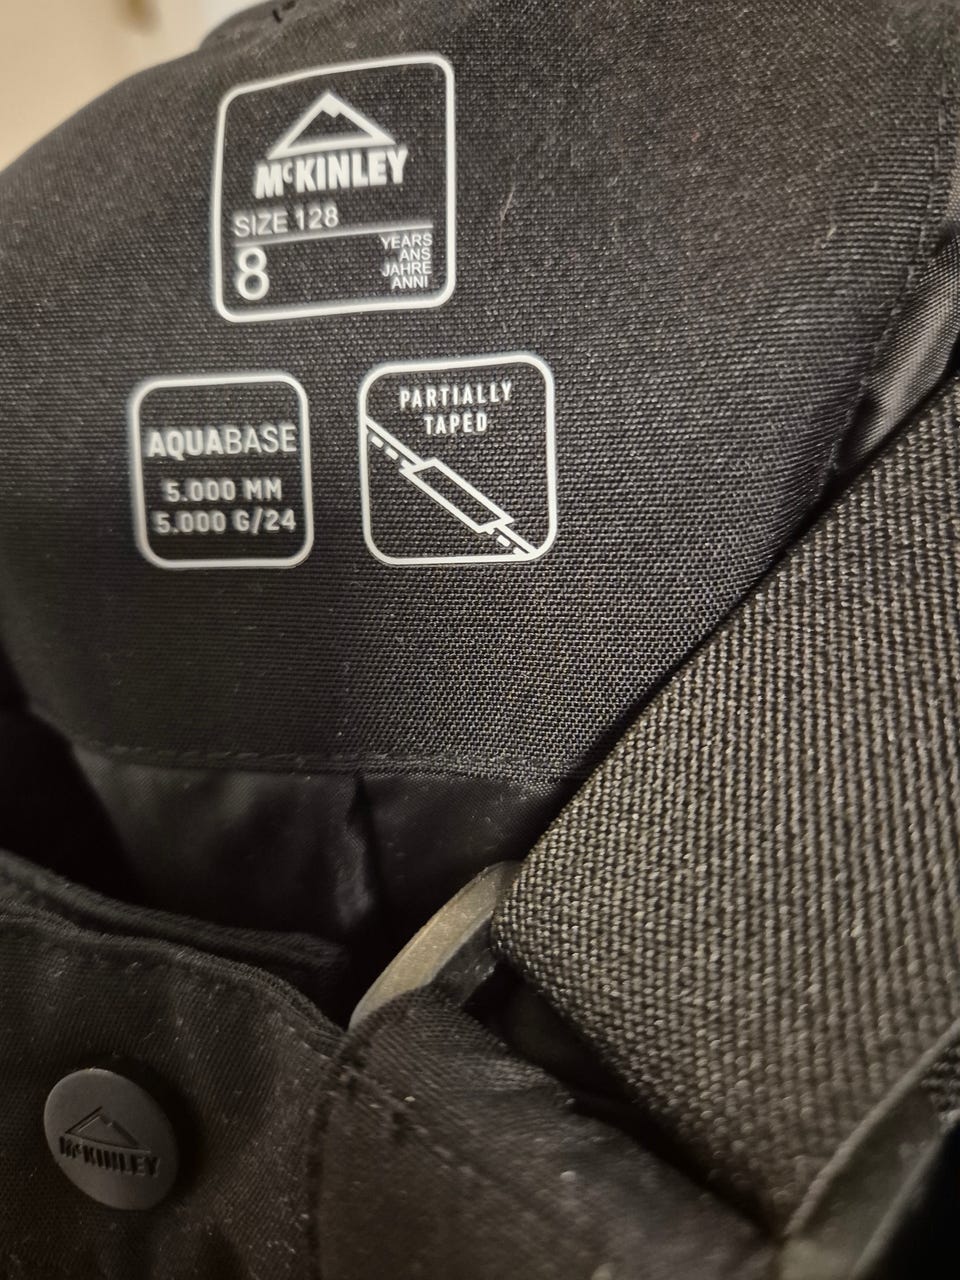 McKINLEY
SIZE 128
8
YEARS
ANS
JAHRE
ANNI
AQUABASE
5.000 MM
5.000 G/24
PARTIALLY
TAPED
McKINLEY